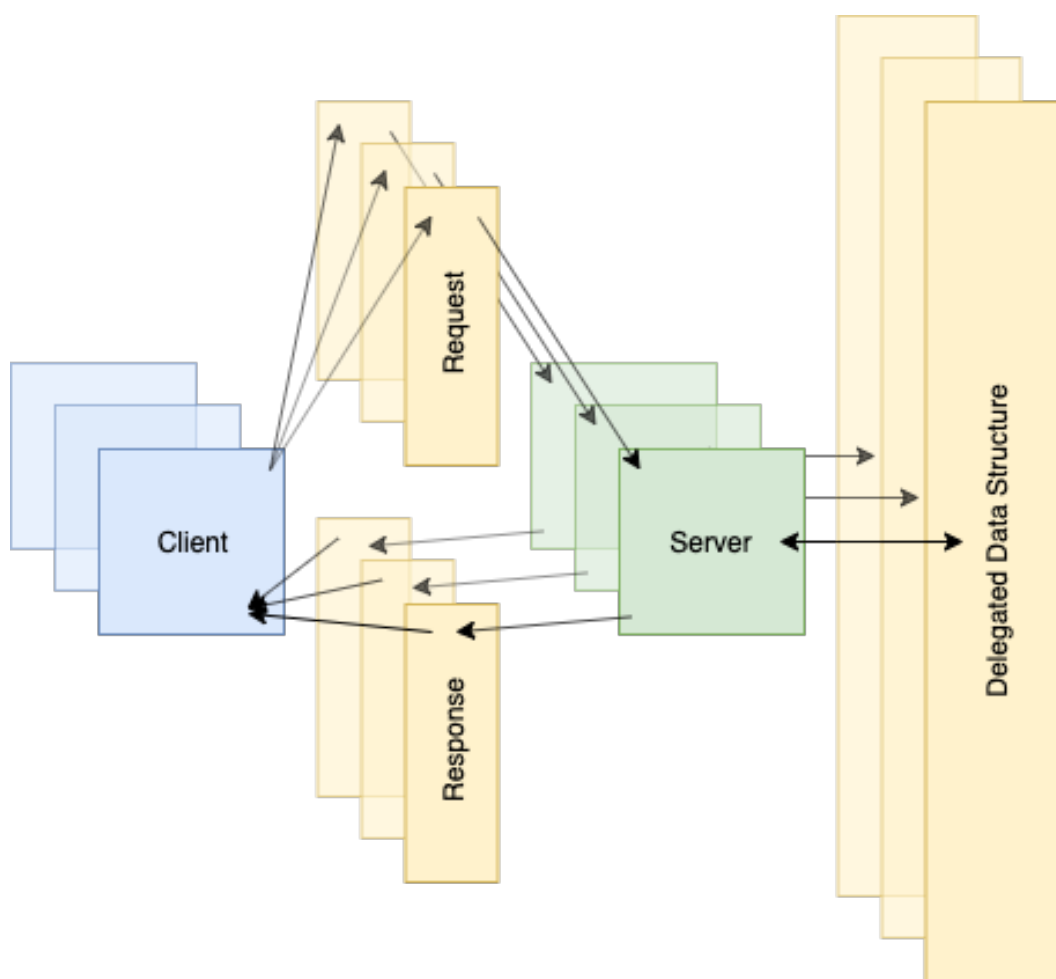 Request
Client
Server
Delegated Data Structure
Response